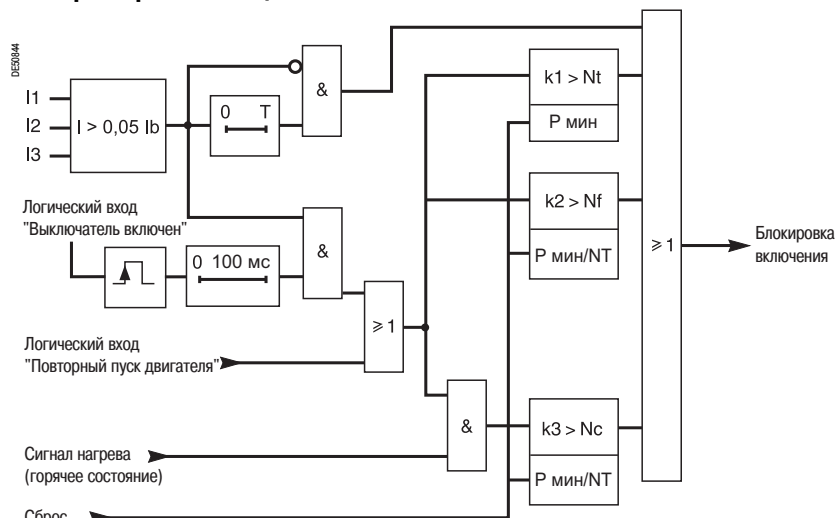 DE50844
I1
I2
I3
I > 0,05 Ib
0 T
&
k1 > Nt
P мин
k2 > Nf
P мин/NT
Логический вход
"Выключатель включен"
0 100 мс
&
⩾ 1
⩾ 1
Блокировка
включения
Логический вход
"Повторный пуск двигателя"
&
k3 > Nc
P мин/NT
Сигнал нагрева
(горячее состояние)
Сброс